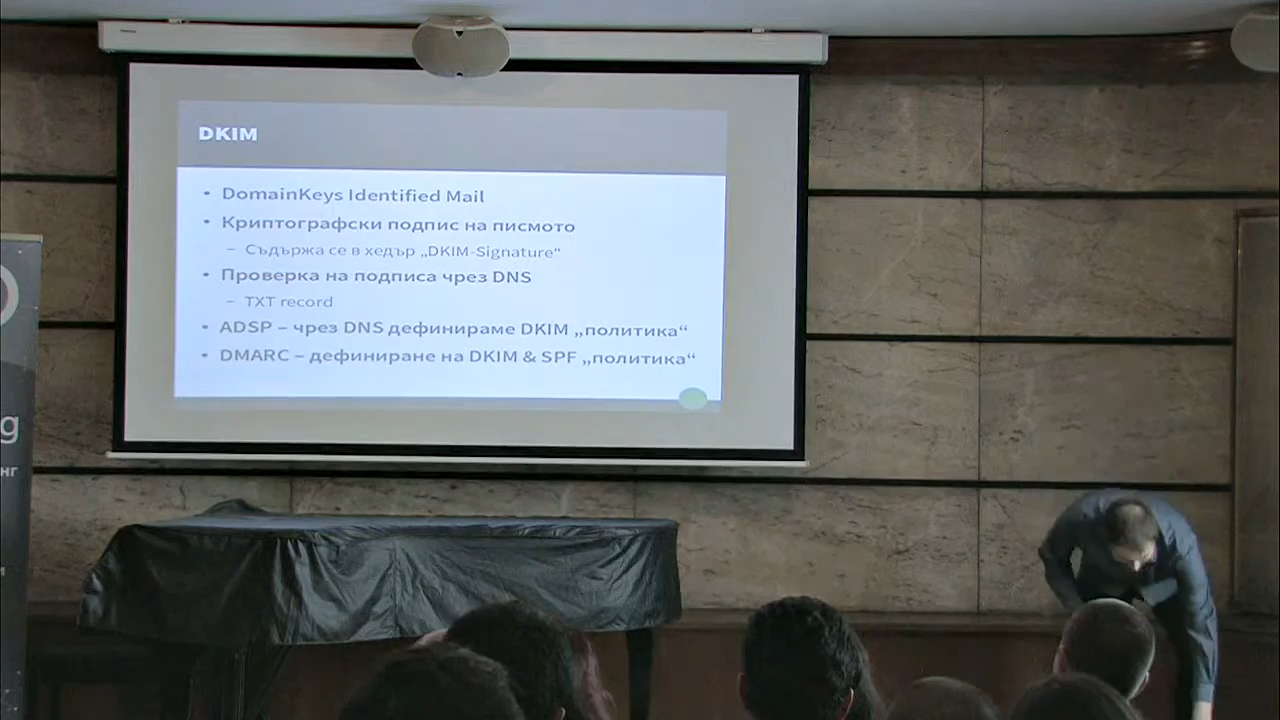 DKIM
• DomainKeys Identified Mail
• Криптографски подпис на писмото
– Съдържа се в хедър „DKIM-Signature“
• Проверка на подписа чрез DNS
– TXT record
• ADSP – чрез DNS дефинираме DKIM „политика“
• DMARC – дефиниране на DKIM & SPF „политика“
g
нг